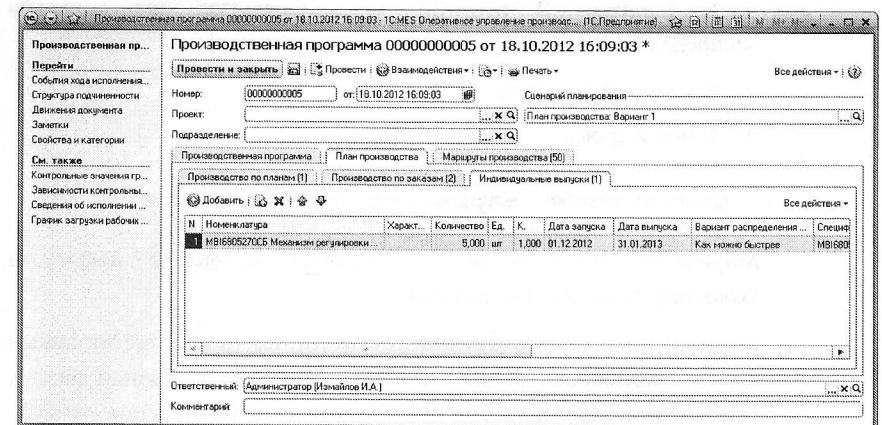 Производственная программа 00000000005 от 18.10.2012 16:09:03 - 1С:MES Оперативное управление производс... (1С:Предприятие) M M+ M-
Производственная пр...
Перейти
События хода исполнения...
Структура подчиненности
Движения документа
Заметки
Свойства и категории
См. также
Контрольные значения гр...
Зависимости контрольны...
Сведения об исполнении ...
График загрузки рабочих ...
Производственная программа 00000000005 от 18.10.2012 16:09:03 *
Провести и закрыть Провести Взаимодействия Печать Все действия
Номер: 00000000005 от: 18.10.2012 16:09:03 Сценарий планирования
Проект: ... x План производства: Вариант 1 ...
Подразделение: ... x
Производственная программа План производства Маршруты производства (50)
Производство по планам (1) Производство по заказам (2) Индивидуальные выпуски (1)
Добавить Все действия
N Номенклатура Характ... Количество Ед. К. Дата запуска Дата выпуска Вариант распределения ... Специф
1 МВІ6805270СБ Механизм регулировки ... 5,000 шт 1,000 01.12.2012 31.01.2013 Как можно быстрее МВІ680
Ответственный: Администратор (Измайлов И.А.) ... x
Комментарий: